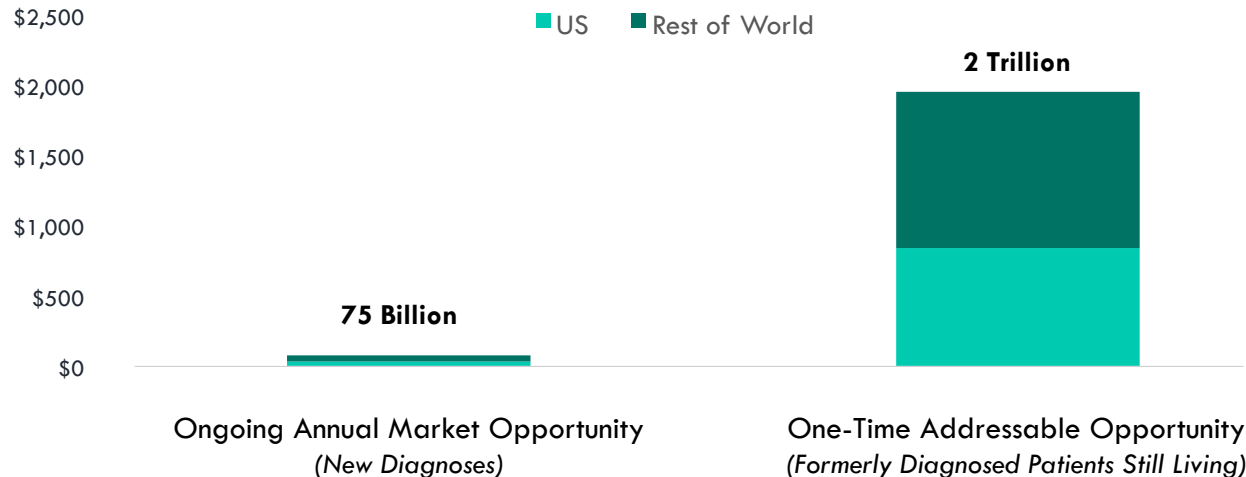 $2,500
US Rest of World
$2,000
2 Trillion
$1,500
$1,000
$500
75 Billion
$0
Ongoing Annual Market Opportunity
(New Diagnoses)
One-Time Addressable Opportunity
(Formerly Diagnosed Patients Still Living)